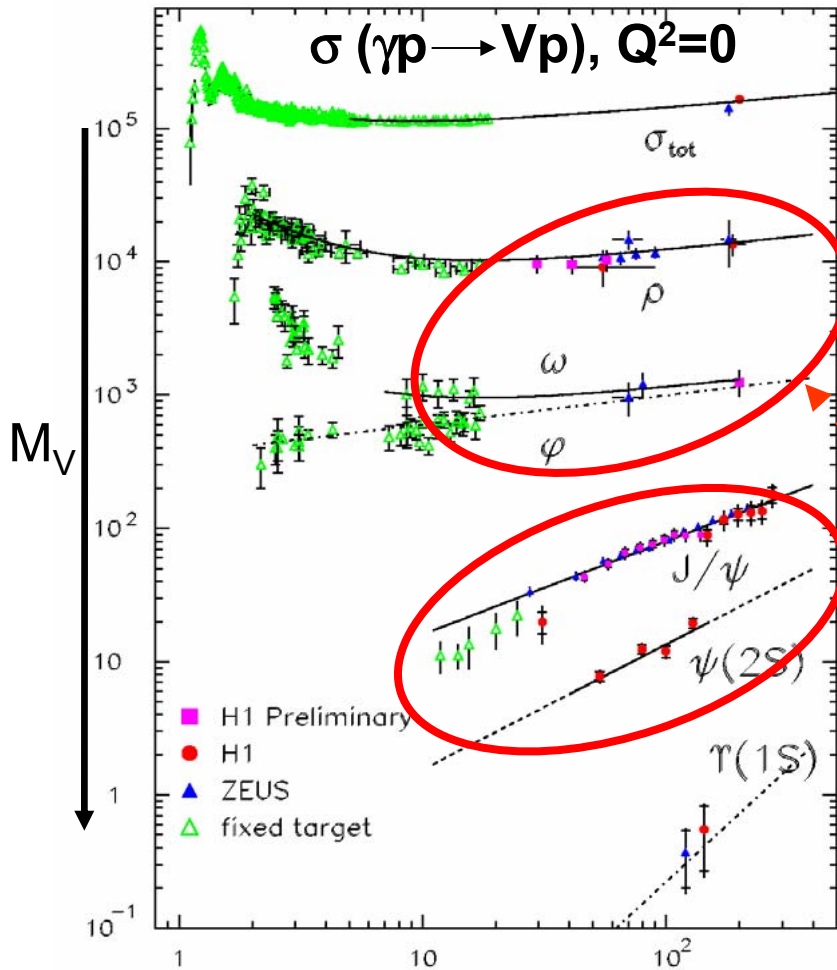 σ (γp → Vp), Q²=0
10⁵
σtot
10⁴
ρ
ω
10³
φ
M_V
10²
J/ψ
10
ψ(2S)
H1 Preliminary
H1
ϒ(1S)
1
ZEUS
fixed target
10⁻¹
1 10 10²